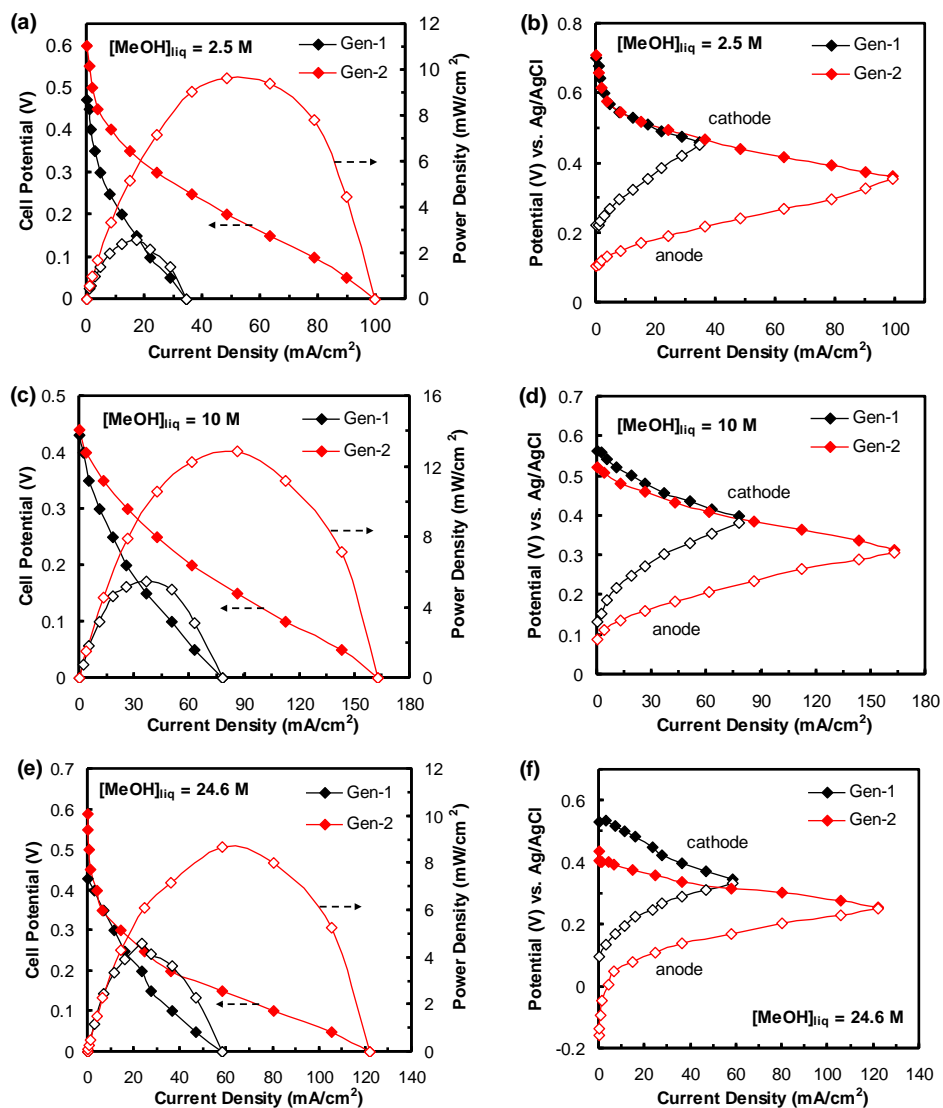 (a)
[MeOH]liq = 2.5 M
Gen-1
Gen-2
Cell Potential (V)
0.6
0.5
0.4
0.3
0.2
0.1
0
12
10
8
6
4
2
0
Power Density (mW/cm²)
0 20 40 60 80 100
Current Density (mA/cm²)
(b)
[MeOH]liq = 2.5 M
Gen-1
Gen-2
cathode
anode
Potential (V) vs. Ag/AgCl
0.8
0.6
0.4
0.2
0
0 20 40 60 80 100
Current Density (mA/cm²)
(c)
[MeOH]liq = 10 M
Gen-1
Gen-2
Cell Potential (V)
0.5
0.4
0.3
0.2
0.1
0
16
12
8
4
0
Power Density (mW/cm²)
0 30 60 90 120 150 180
Current Density (mA/cm²)
(d)
[MeOH]liq = 10 M
Gen-1
Gen-2
cathode
anode
Potential (V) vs. Ag/AgCl
0.7
0.6
0.5
0.4
0.3
0.2
0.1
0
0 30 60 90 120 150 180
Current Density (mA/cm²)
(e)
[MeOH]liq = 24.6 M
Gen-1
Gen-2
Cell Potential (V)
0.7
0.6
0.5
0.4
0.3
0.2
0.1
0
12
10
8
6
4
2
0
Power Density (mW/cm²)
0 20 40 60 80 100 120 140
Current Density (mA/cm²)
(f)
Gen-1
Gen-2
cathode
anode
[MeOH]liq = 24.6 M
Potential (V) vs. Ag/AgCl
0.6
0.4
0.2
0
-0.2
0 20 40 60 80 100 120 140
Current Density (mA/cm²)